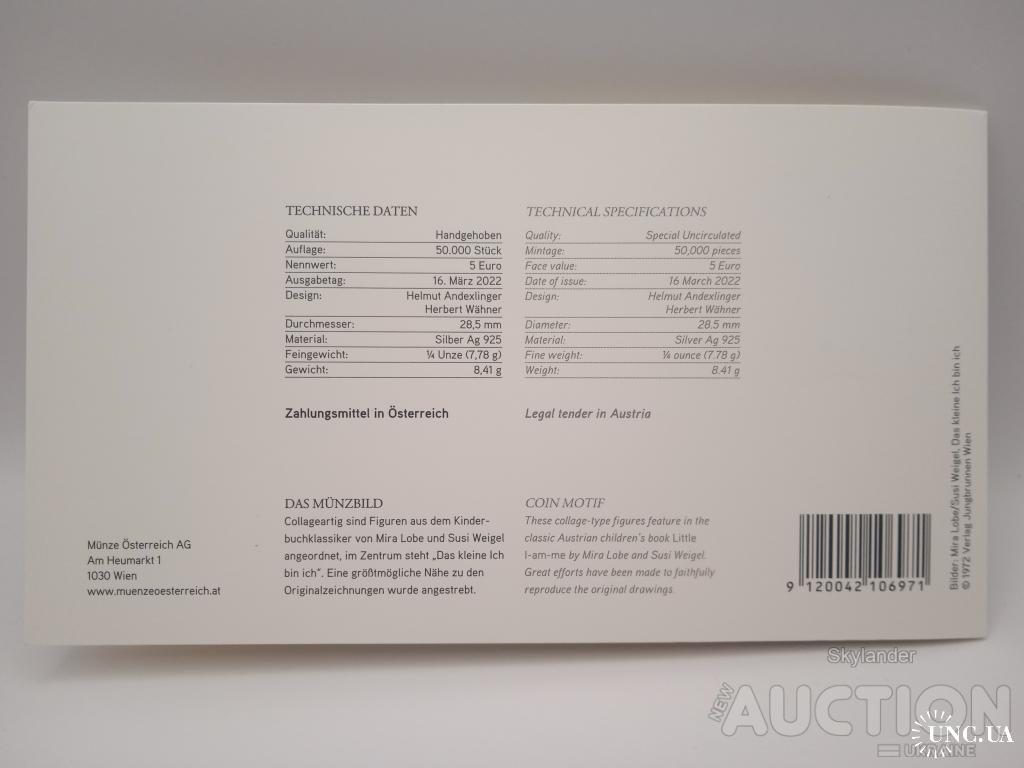 TECHNISCHE DATEN
Qualität: Handgehoben
Auflage: 50.000 Stück
Nennwert: 5 Euro
Ausgabetag: 16. März 2022
Design: Helmut Andexlinger
Herbert Wähner
Durchmesser: 28,5 mm
Material: Silber Ag 925
Feingewicht: ¼ Unze (7,78 g)
Gewicht: 8,41 g
Zahlungsmittel in Österreich
TECHNICAL SPECIFICATIONS
Quality: Special Uncirculated
Mintage: 50,000 pieces
Face value: 5 Euro
Date of issue: 16 March 2022
Design: Helmut Andexlinger
Herbert Wähner
Diameter: 28.5 mm
Material: Silver Ag 925
Fine weight: ¼ ounce (7.78 g)
Weight: 8.41 g
Legal tender in Austria
Münze Österreich AG
Am Heumarkt 1
1030 Wien
www.muenzeoesterreich.at
DAS MÜNZBILD
Collageartig sind Figuren aus dem Kinder-
buchklassiker von Mira Lobe und Susi Weigel
angeordnet, im Zentrum steht „Das kleine Ich
bin ich“. Eine größtmögliche Nähe zu den
Originalzeichnungen wurde angestrebt.
COIN MOTIF
These collage-type figures feature in the
classic Austrian children's book Little
I-am-me by Mira Lobe and Susi Weigel.
Great efforts have been made to faithfully
reproduce the original drawings.
9 120042 106971
Bilder: Mira Lobe/Susi Weigel, Das kleine Ich bin ich
© 1972 Verlag Jungbrunnen Wien
Skylander
NEW AUCTION
UKRAINE
UNC.UA